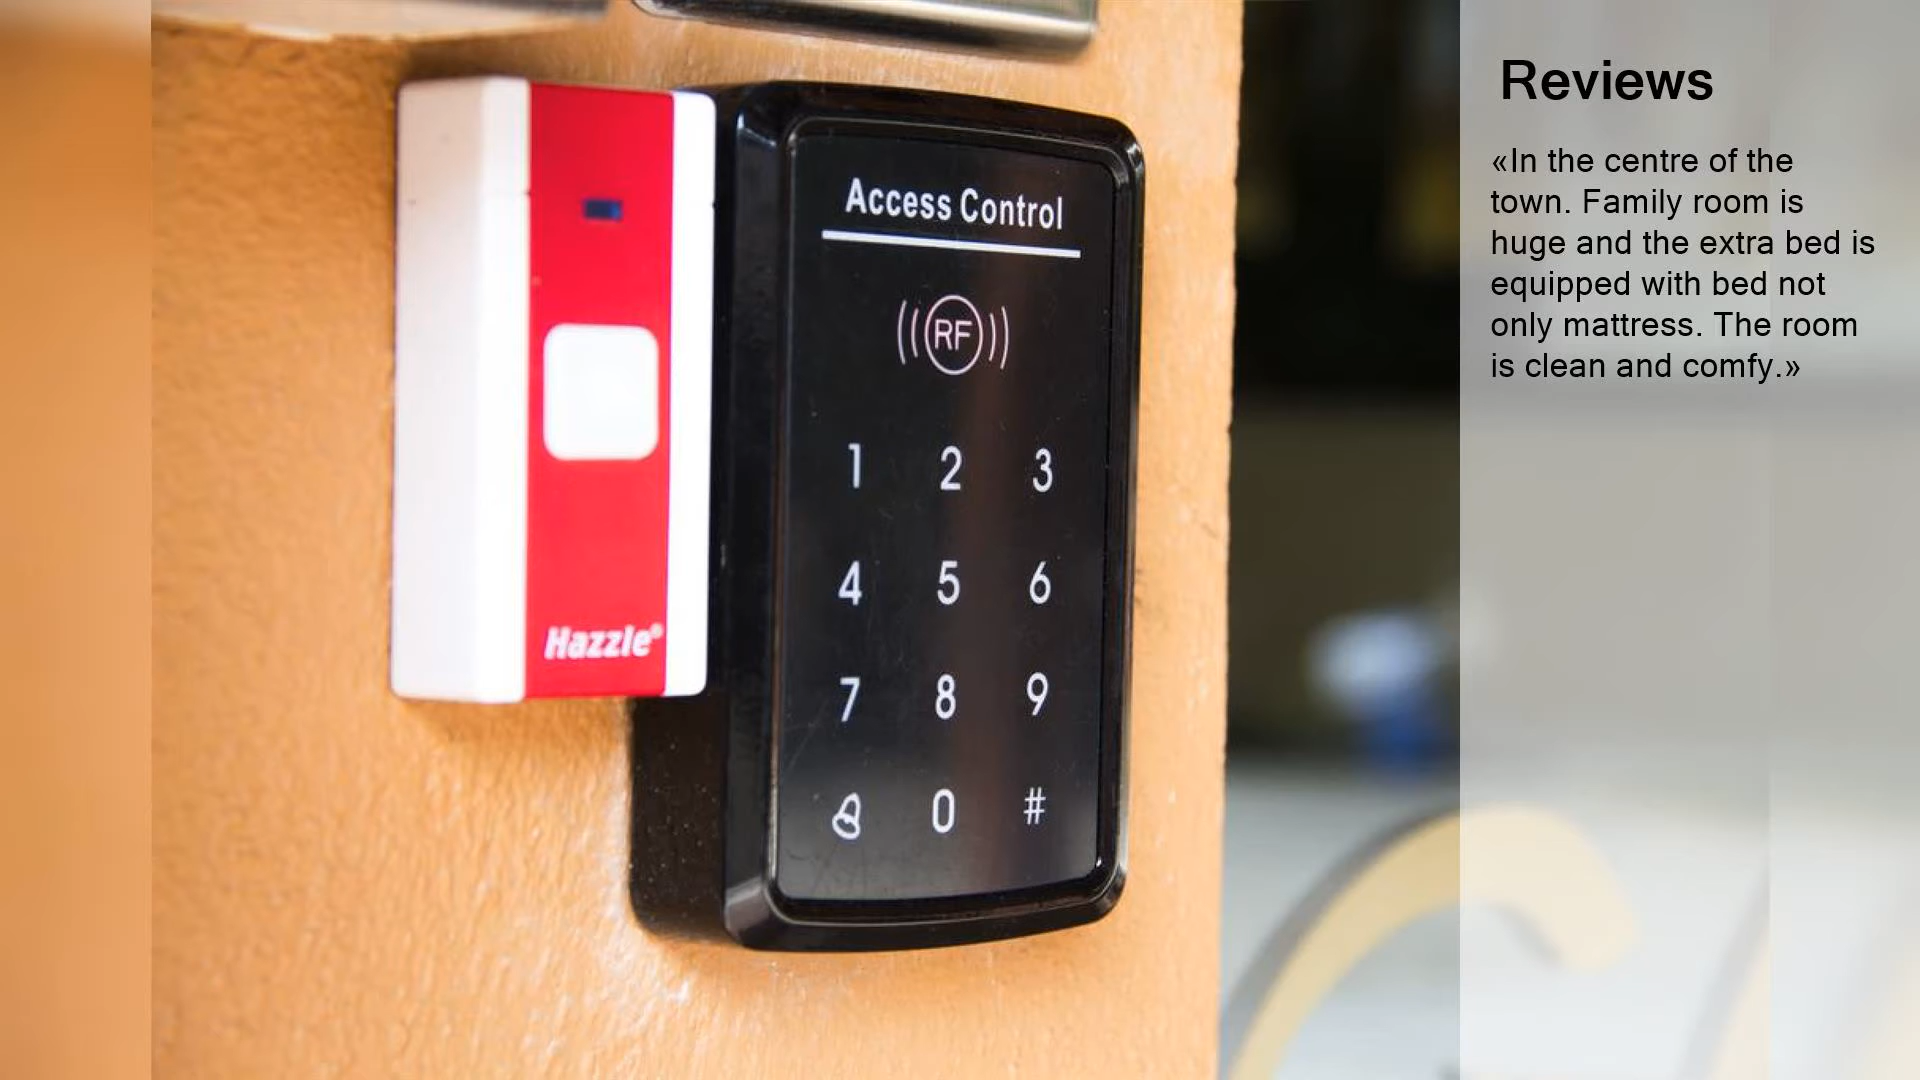 Reviews
«In the centre of the
town. Family room is
huge and the extra bed is
equipped with bed not
only mattress. The room
is clean and comfy.»
Access Control
((RF))
1 2 3
4 5 6
7 8 9
0 #
Hazzle®